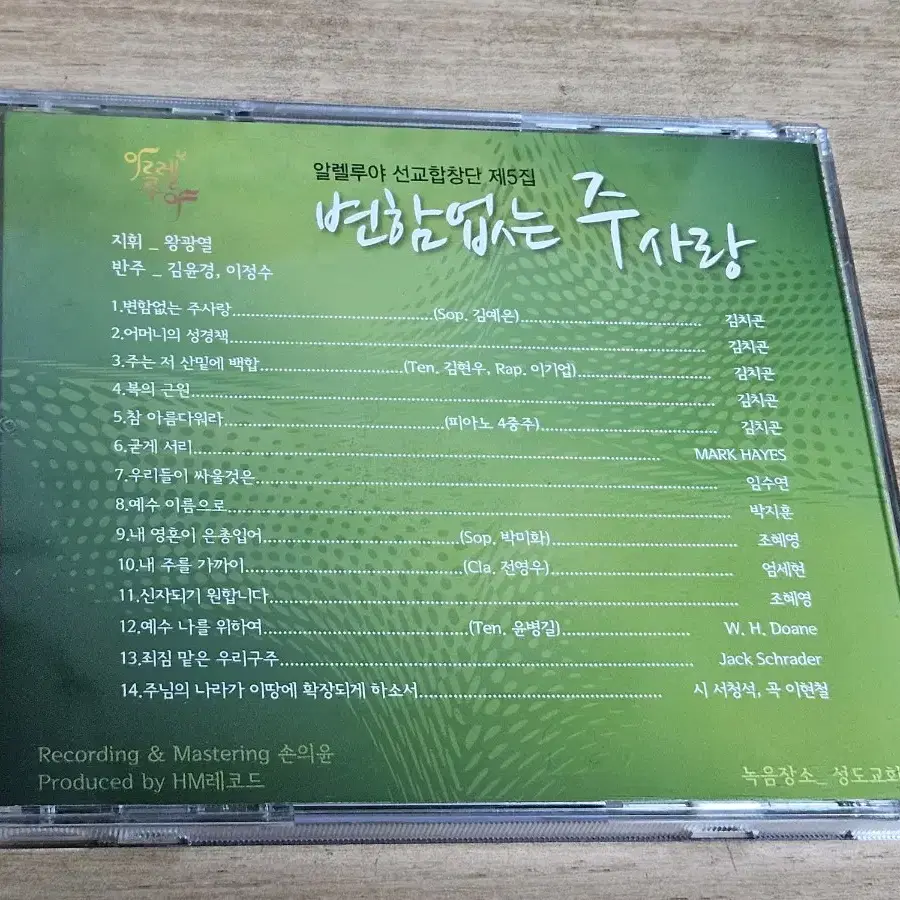 알렐루야
알렐루야 선교합창단 제5집
변함없는 주 사랑
지휘 _ 왕광열
반주 _ 김윤경, 이정수
1.변함없는 주사랑..............................(Sop. 김예은)..............................김치곤
2.어머니의 성경책..............................김치곤
3.주는 저 산밑에 백합..............................(Ten. 김현우, Rap. 이기업)..............................김치곤
4.복의 근원..............................김치곤
5.참 아름다워라..............................(피아노 4중주)..............................김치곤
6.굳게 서리..............................MARK HAYES
7.우리들이 싸울것은..............................임수연
8.예수 이름으로..............................박지훈
9.내 영혼이 은총입어..............................(Sop. 박미화)..............................조혜영
10.내 주를 가까이..............................(Cla. 전영우)..............................엄세현
11.신자되기 원합니다..............................조혜영
12.예수 나를 위하여..............................(Ten. 윤병길)..............................W. H. Doane
13.죄짐 맡은 우리구주..............................Jack Schrader
14.주님의 나라가 이땅에 확장되게 하소서..............................시 서정석, 곡 이현철
Recording & Mastering 손의윤
Produced by HM레코드
녹음장소_ 성도교회